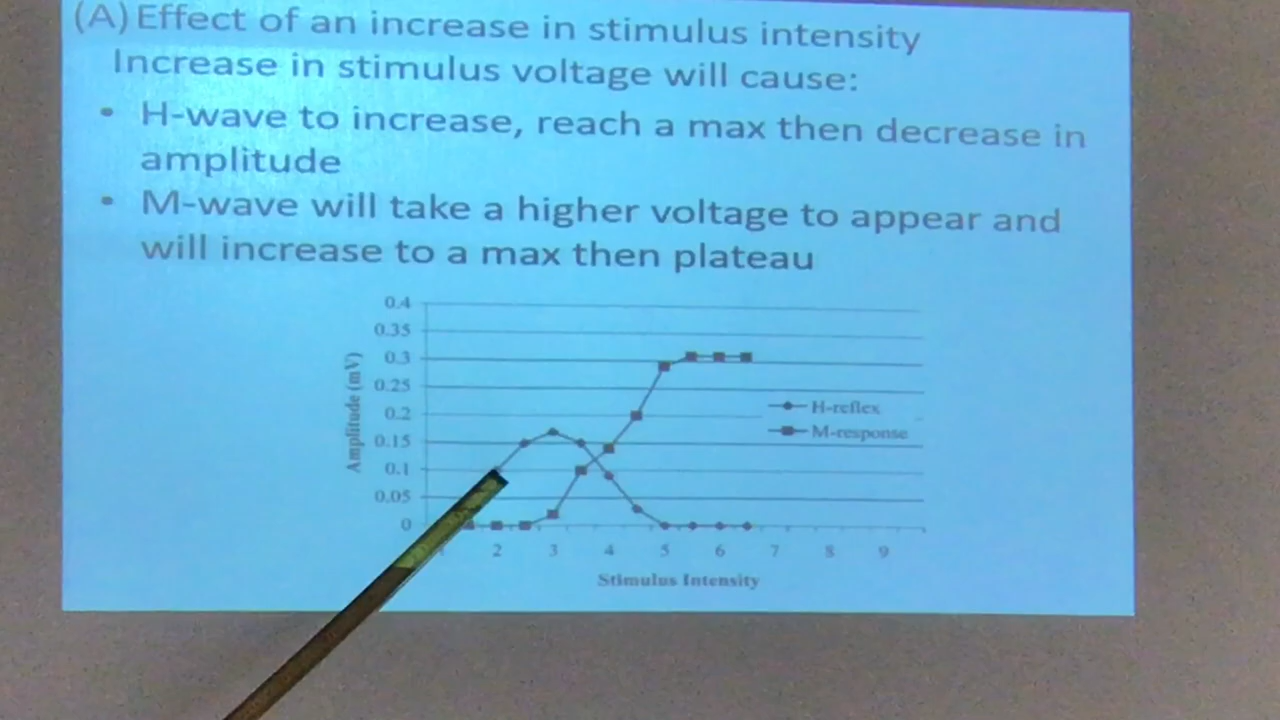 (A) Effect of an increase in stimulus intensity
Increase in stimulus voltage will cause:
• H-wave to increase, reach a max then decrease in
amplitude
• M-wave will take a higher voltage to appear and
will increase to a max then plateau
0.4
0.35
0.3
0.25
0.2
0.15
0.1
0.05
0
Amplitude (mV)
H-reflex
M-response
2 3 4 5 6 7 8 9
Stimulus Intensity